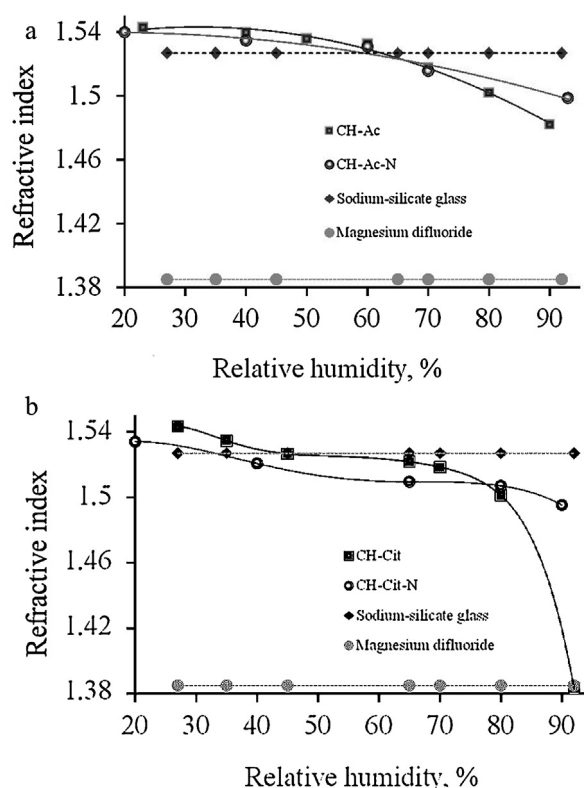 a
1.54
1.5
1.46
1.42
1.38
Refractive index
CH-Ac
CH-Ac-N
Sodium-silicate glass
Magnesium difluoride
20 30 40 50 60 70 80 90
Relative humidity, %
b
1.54
1.5
1.46
1.42
1.38
Refractive index
CH-Cit
CH-Cit-N
Sodium-silicate glass
Magnesium difluoride
20 30 40 50 60 70 80 90
Relative humidity, %